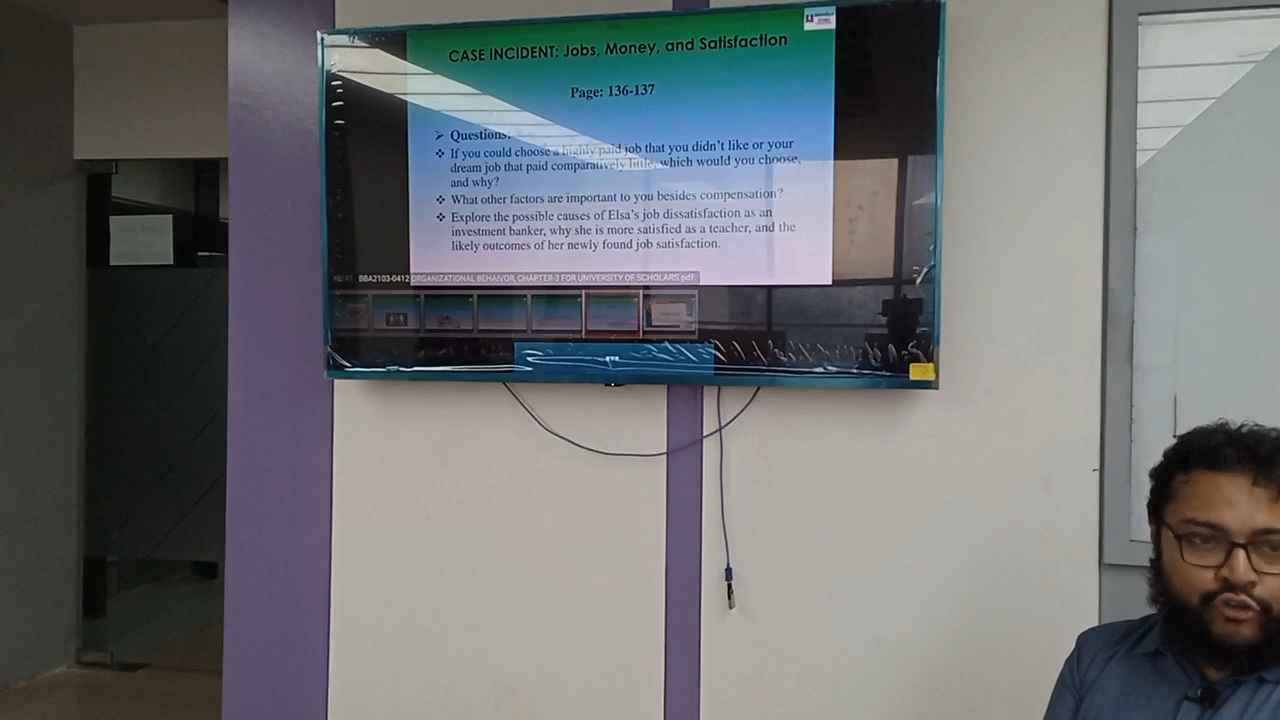 CASE INCIDENT: Jobs, Money, and Satisfaction
Page: 136-137
➢ Questions:
❖ If you could choose a highly paid job that you didn't like or your
dream job that paid comparatively little, which would you choose,
and why?
❖ What other factors are important to you besides compensation?
❖ Explore the possible causes of Elsa's job dissatisfaction as an
investment banker, why she is more satisfied as a teacher, and the
likely outcomes of her newly found job satisfaction.
BBA2103-0412 ORGANIZATIONAL BEHAIVOR, CHAPTER-3 FOR UNIVERSITY OF SCHOLARS.pdf